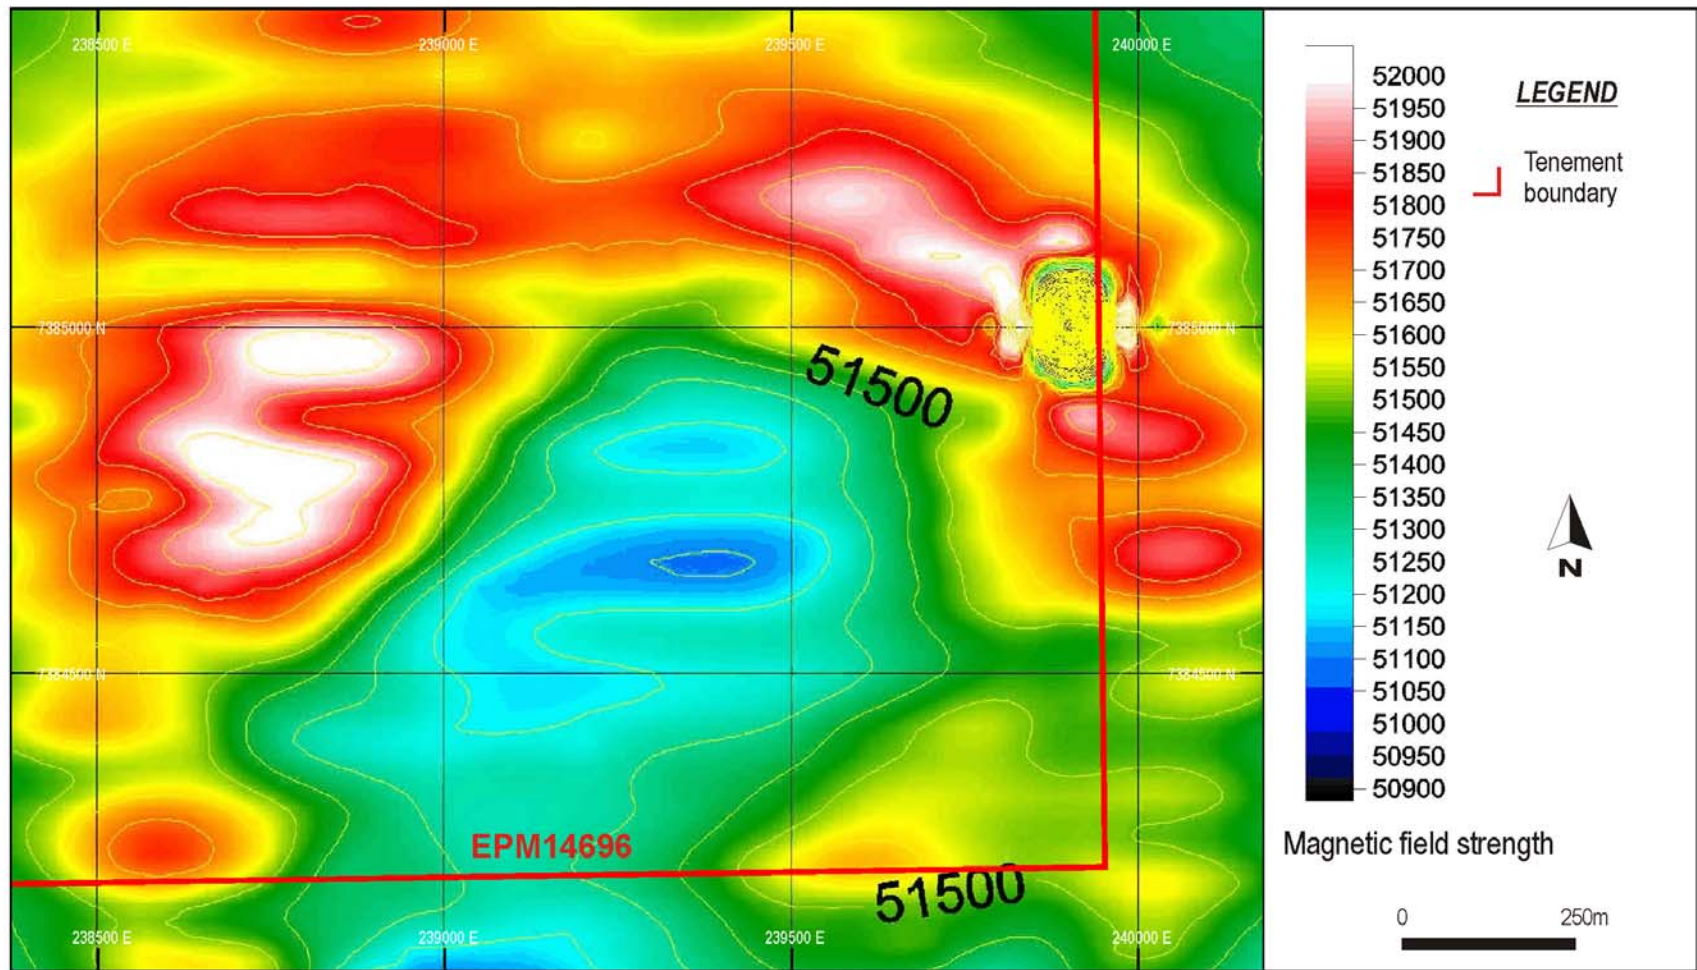 238500 E
239000 E
239500 E
240000 E
7385000 N
7385000 N
51500
7384500 N
7384500 N
EPM14696
51500
238500 E
239000 E
239500 E
240000 E
52000
51950
51900
51850
51800
51750
51700
51650
51600
51550
51500
51450
51400
51350
51300
51250
51200
51150
51100
51050
51000
50950
50900
LEGEND
Tenement
boundary
N
Magnetic field strength
0 250m